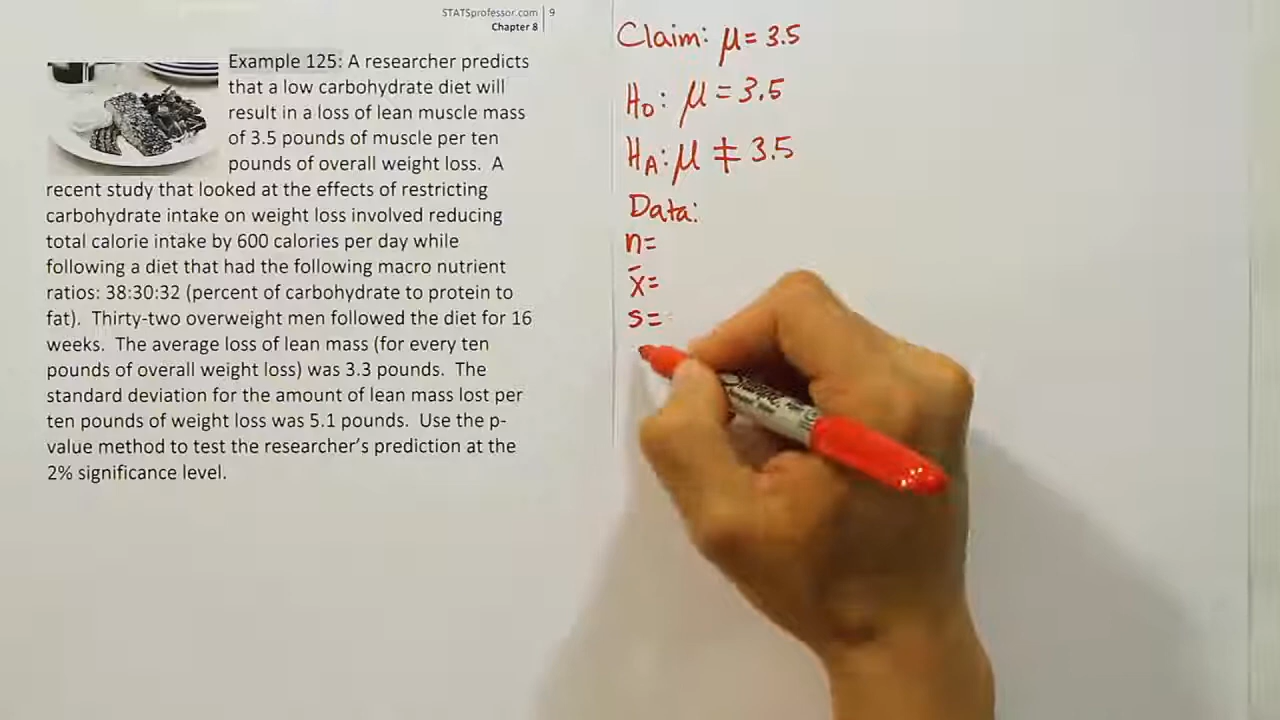 STATSprofessor.com | 9
Chapter 8
Example 125: A researcher predicts
that a low carbohydrate diet will
result in a loss of lean muscle mass
of 3.5 pounds of muscle per ten
pounds of overall weight loss. A
recent study that looked at the effects of restricting
carbohydrate intake on weight loss involved reducing
total calorie intake by 600 calories per day while
following a diet that had the following macro nutrient
ratios: 38:30:32 (percent of carbohydrate to protein to
fat). Thirty-two overweight men followed the diet for 16
weeks. The average loss of lean mass (for every ten
pounds of overall weight loss) was 3.3 pounds. The
standard deviation for the amount of lean mass lost per
ten pounds of weight loss was 5.1 pounds. Use the p-
value method to test the researcher's prediction at the
2% significance level.
Claim: μ = 3.5
H₀: μ = 3.5
H_A: μ ≠ 3.5
Data:
n=
x̄=
s=